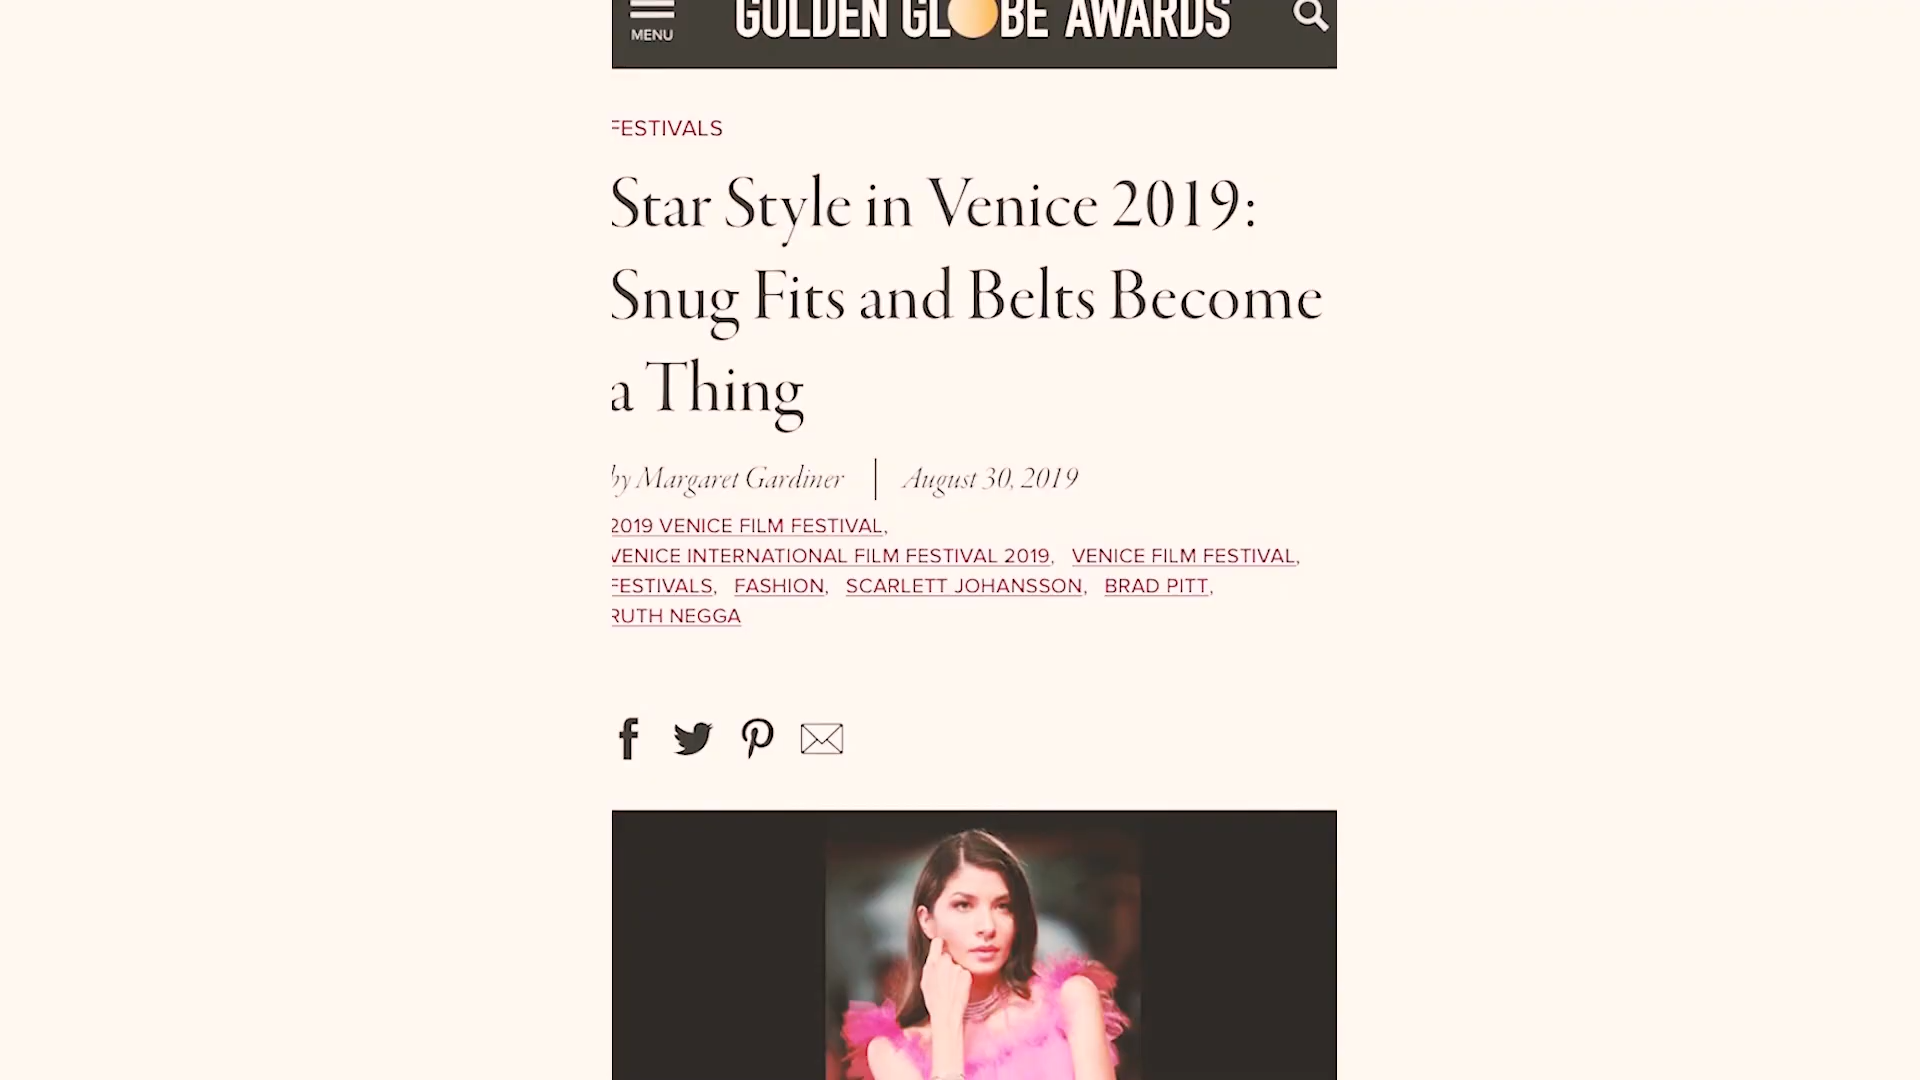 MENU
GOLDEN GLOBE AWARDS
FESTIVALS
Star Style in Venice 2019:
Snug Fits and Belts Become
a Thing
by Margaret Gardiner | August 30, 2019
2019 VENICE FILM FESTIVAL,
VENICE INTERNATIONAL FILM FESTIVAL 2019, VENICE FILM FESTIVAL,
FESTIVALS, FASHION, SCARLETT JOHANSSON, BRAD PITT,
RUTH NEGGA